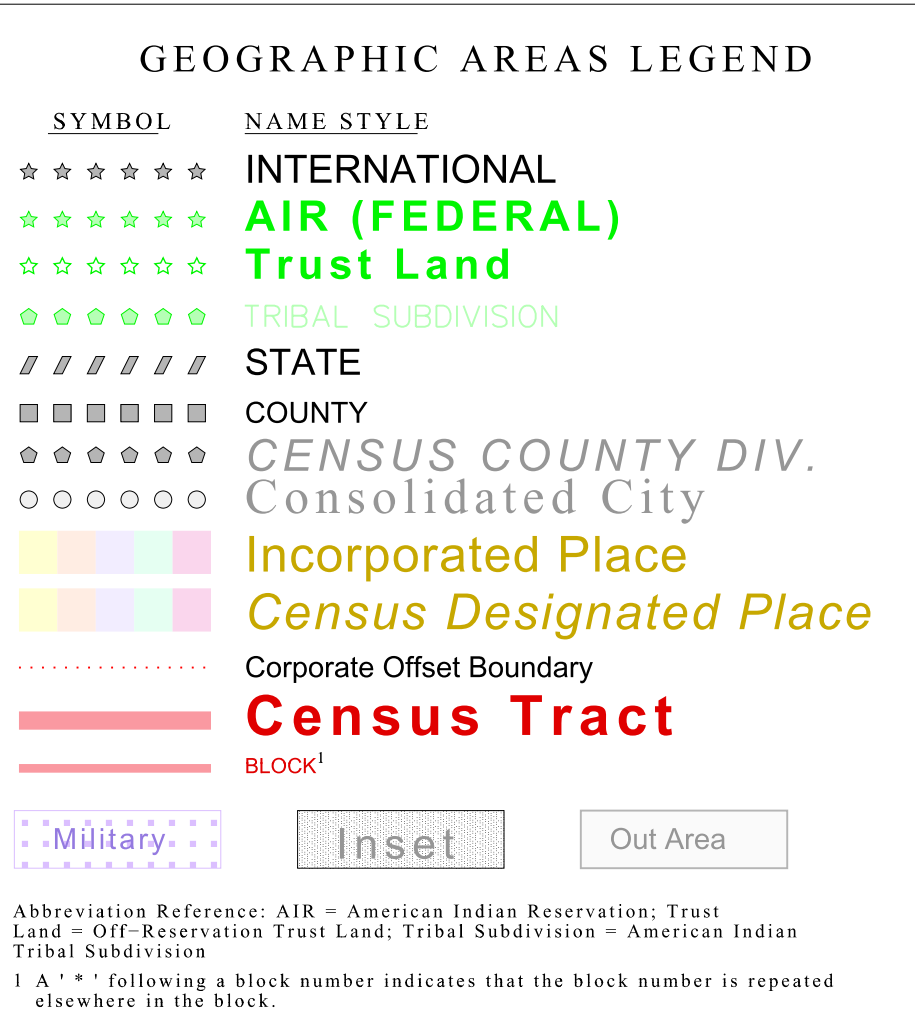 GEOGRAPHIC AREAS LEGEND
SYMBOL NAME STYLE
INTERNATIONAL
AIR (FEDERAL)
Trust Land
TRIBAL SUBDIVISION
STATE
COUNTY
CENSUS COUNTY DIV.
Consolidated City
Incorporated Place
Census Designated Place
Corporate Offset Boundary
Census Tract
BLOCK¹
Military Inset Out Area
Abbreviation Reference: AIR = American Indian Reservation; Trust
Land = Off−Reservation Trust Land; Tribal Subdivision = American Indian
Tribal Subdivision
1 A ' * ' following a block number indicates that the block number is repeated
elsewhere in the block.